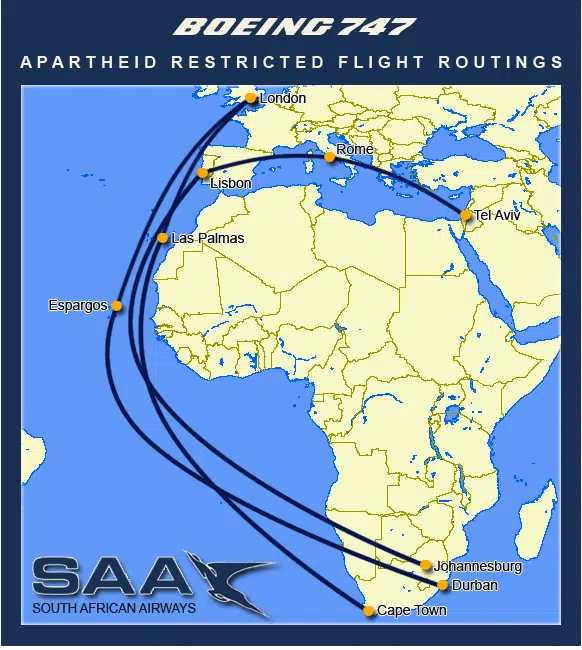 BOEING 747
APARTHEID RESTRICTED FLIGHT ROUTINGS
London
Rome
Lisbon
Tel Aviv
Las Palmas
Espargos
Johannesburg
Durban
Cape Town
SAA
SOUTH AFRICAN AIRWAYS